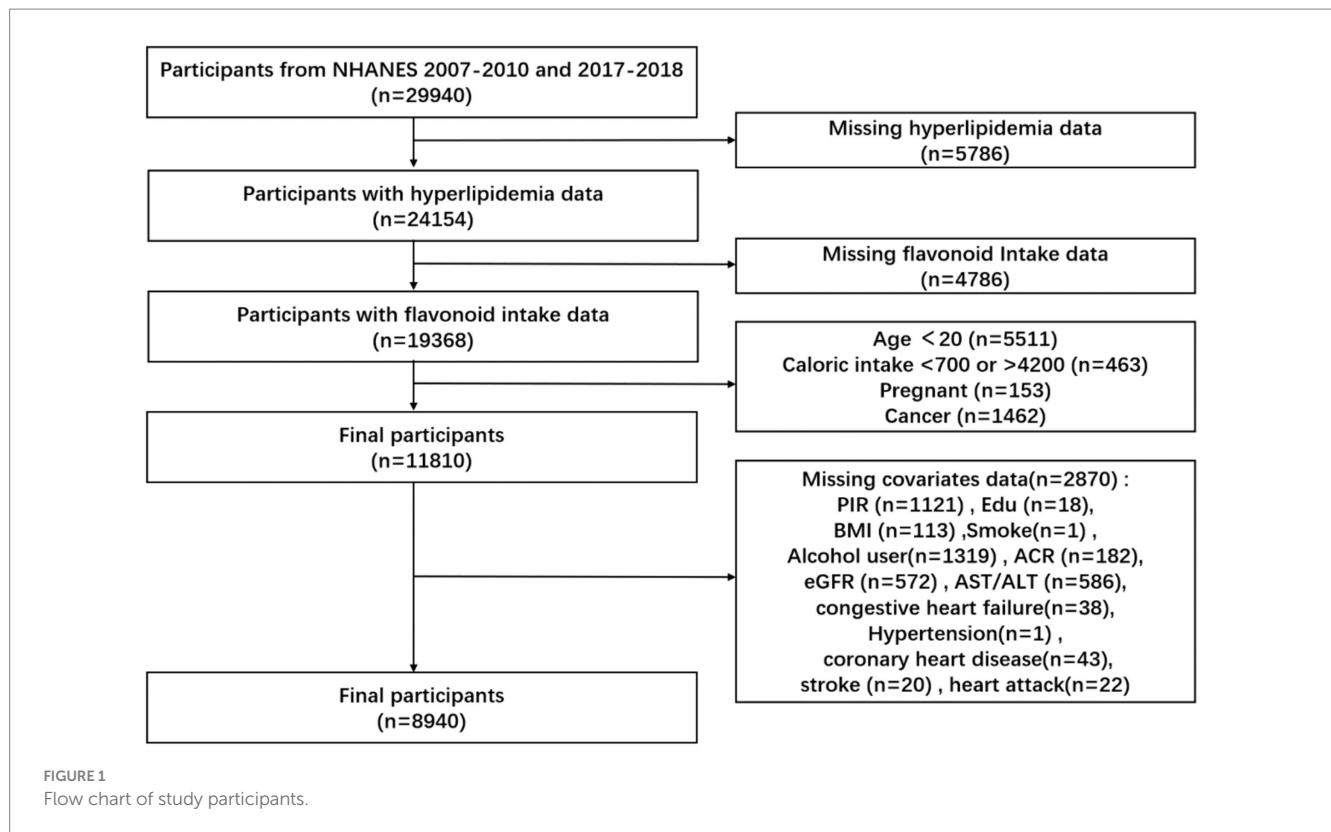 Participants from NHANES 2007-2010 and 2017-2018
(n=29940)
Missing hyperlipidemia data
(n=5786)
Participants with hyperlipidemia data
(n=24154)
Missing flavonoid Intake data
(n=4786)
Participants with flavonoid intake data
(n=19368)
Age <20 (n=5511)
Caloric intake <700 or >4200 (n=463)
Pregnant (n=153)
Cancer (n=1462)
Final participants
(n=11810)
Missing covariates data(n=2870) :
PIR (n=1121) , Edu (n=18),
BMI (n=113) ,Smoke(n=1) ,
Alcohol user(n=1319) , ACR (n=182),
eGFR (n=572) , AST/ALT (n=586),
congestive heart failure(n=38),
Hypertension(n=1) ,
coronary heart disease(n=43),
stroke (n=20) , heart attack(n=22)
Final participants
(n=8940)
FIGURE 1
Flow chart of study participants.